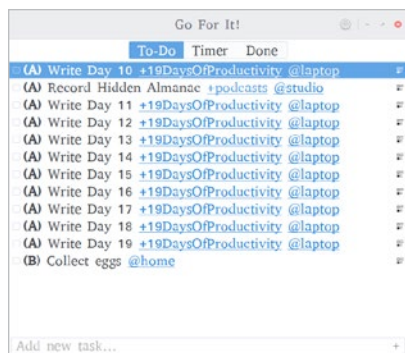 Go For It!
To-Do Timer Done
(A) Write Day 10 +19DaysOfProductivity @laptop
(A) Record Hidden Almanac +podcasts @studio
(A) Write Day 11 +19DaysOfProductivity @laptop
(A) Write Day 12 +19DaysOfProductivity @laptop
(A) Write Day 13 +19DaysOfProductivity @laptop
(A) Write Day 14 +19DaysOfProductivity @laptop
(A) Write Day 15 +19DaysOfProductivity @laptop
(A) Write Day 16 +19DaysOfProductivity @laptop
(A) Write Day 17 +19DaysOfProductivity @laptop
(A) Write Day 18 +19DaysOfProductivity @laptop
(A) Write Day 19 +19DaysOfProductivity @laptop
(B) Collect eggs @home
Add new task...